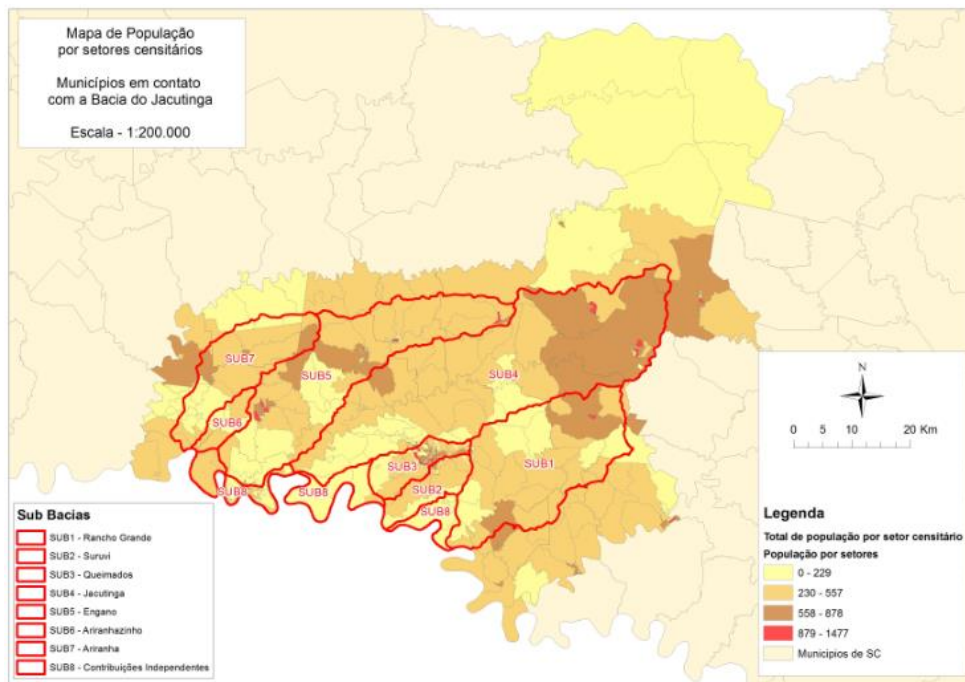 Mapa de População
por setores censitários
Municípios em contato
com a Bacia do Jacutinga
Escala - 1:200.000
SUB7
SUB5
SUB4
SUB6
SUB3
SUB1
SUB2
SUB8
SUB8
SUB8
N
0 5 10 20 Km
Sub Bacias
SUB1 - Rancho Grande
SUB2 - Suruvi
SUB3 - Queimados
SUB4 - Jacutinga
SUB5 - Engano
SUB6 - Ariranhazinho
SUB7 - Ariranha
SUB8 - Contribuições Independentes
Legenda
Total de população por setor censitário
População por setores
0 - 229
230 - 557
558 - 878
879 - 1477
Municipios de SC